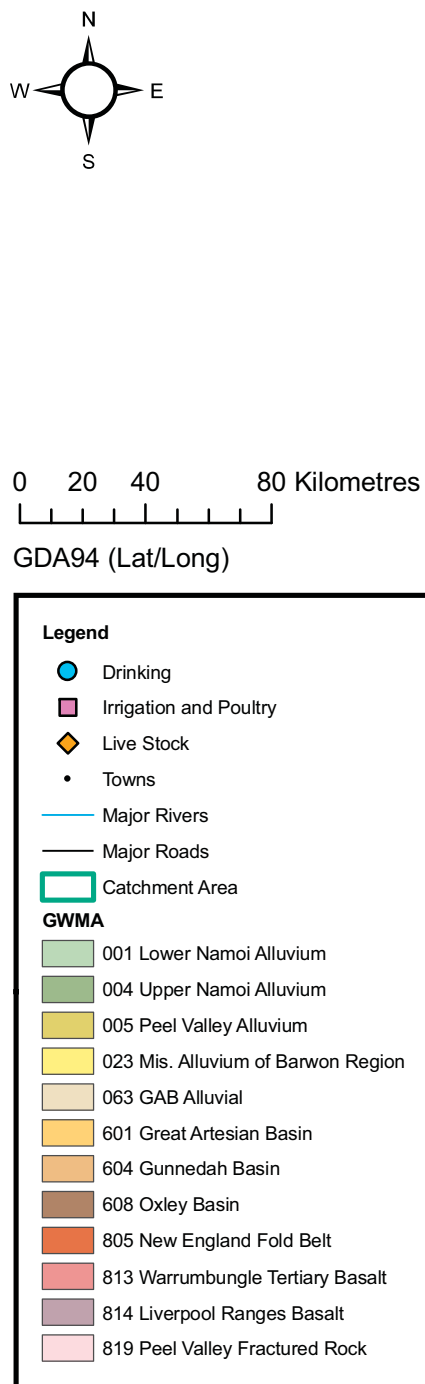 N
W E
S
0 20 40 80 Kilometres
GDA94 (Lat/Long)
Legend
Drinking
Irrigation and Poultry
Live Stock
Towns
Major Rivers
Major Roads
Catchment Area
GWMA
001 Lower Namoi Alluvium
004 Upper Namoi Alluvium
005 Peel Valley Alluvium
023 Mis. Alluvium of Barwon Region
063 GAB Alluvial
601 Great Artesian Basin
604 Gunnedah Basin
608 Oxley Basin
805 New England Fold Belt
813 Warrumbungle Tertiary Basalt
814 Liverpool Ranges Basalt
819 Peel Valley Fractured Rock